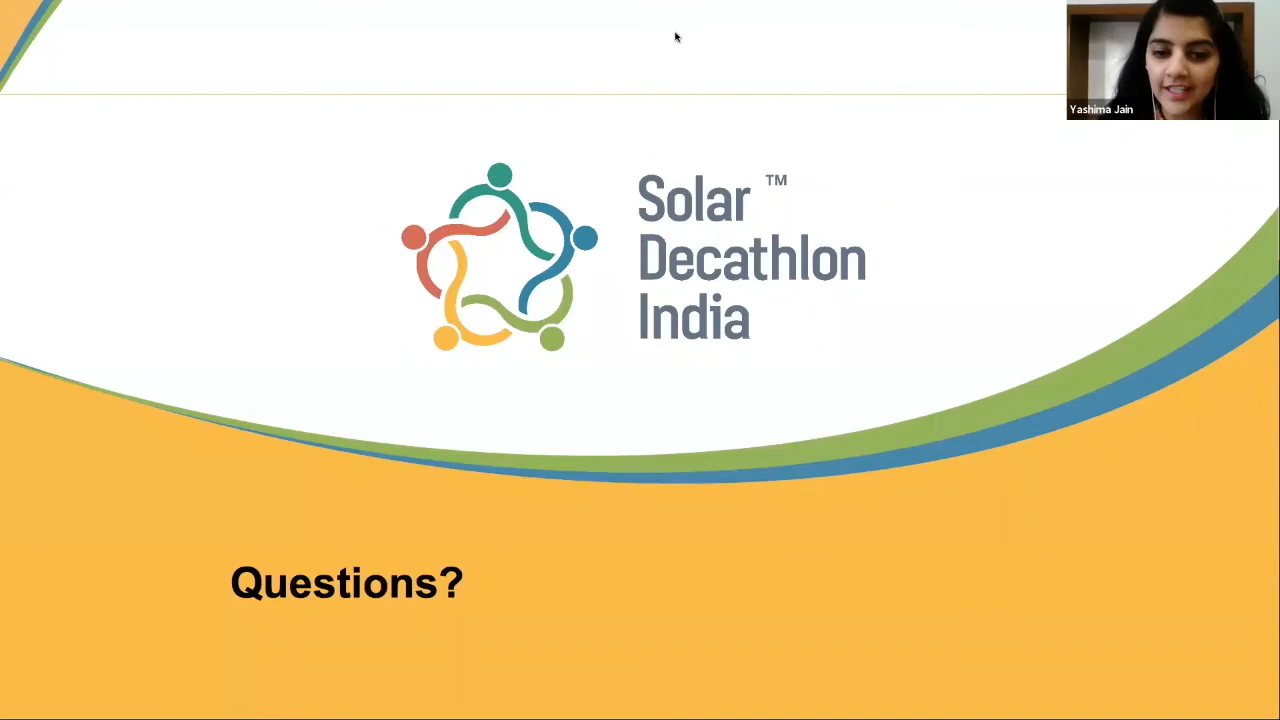 Yashima Jain
Solar ™
Decathlon
India
Questions?